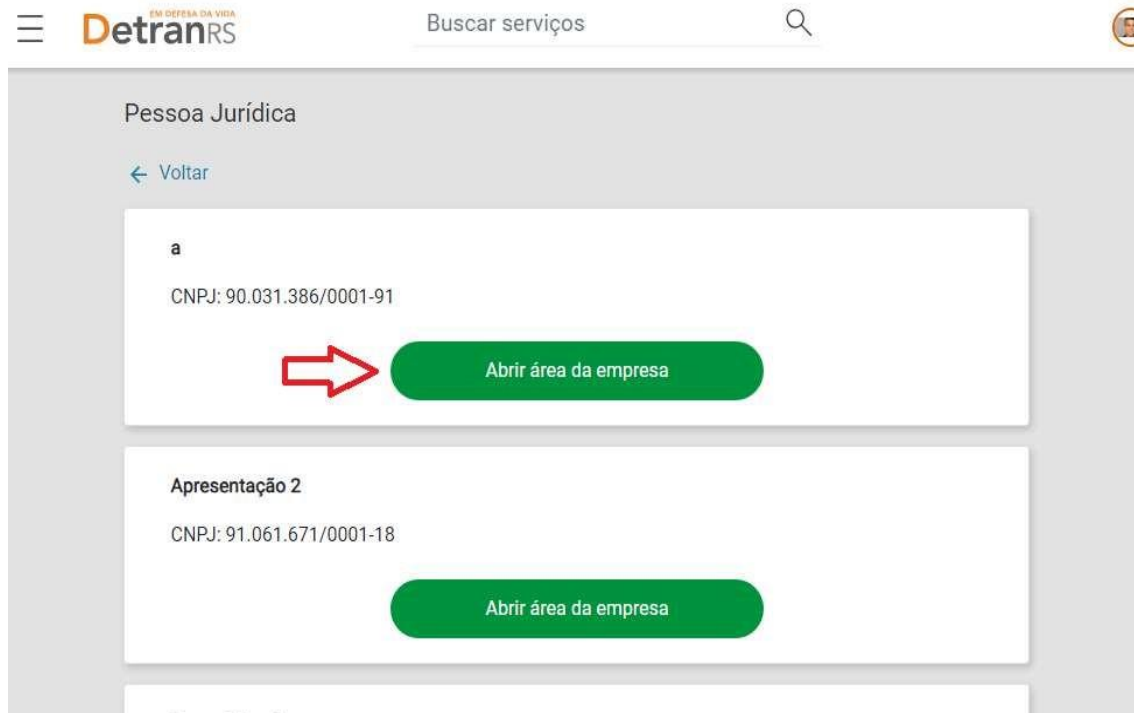 EM DEFESA DA VIDA
DetranRS
Buscar serviços
Pessoa Jurídica
← Voltar
a
CNPJ: 90.031.386/0001-91
Abrir área da empresa
Apresentação 2
CNPJ: 91.061.671/0001-18
Abrir área da empresa